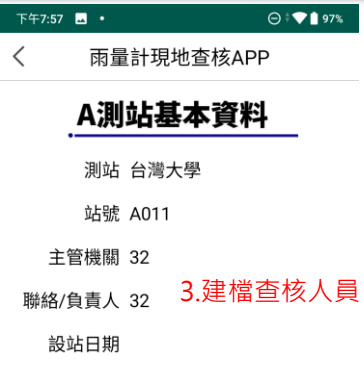 下午7:57 97%
雨量計現地查核APP
A測站基本資料
測站 台灣大學
站號 A011
主管機關 32
聯絡/負責人 32
3.建檔查核人員
設站日期